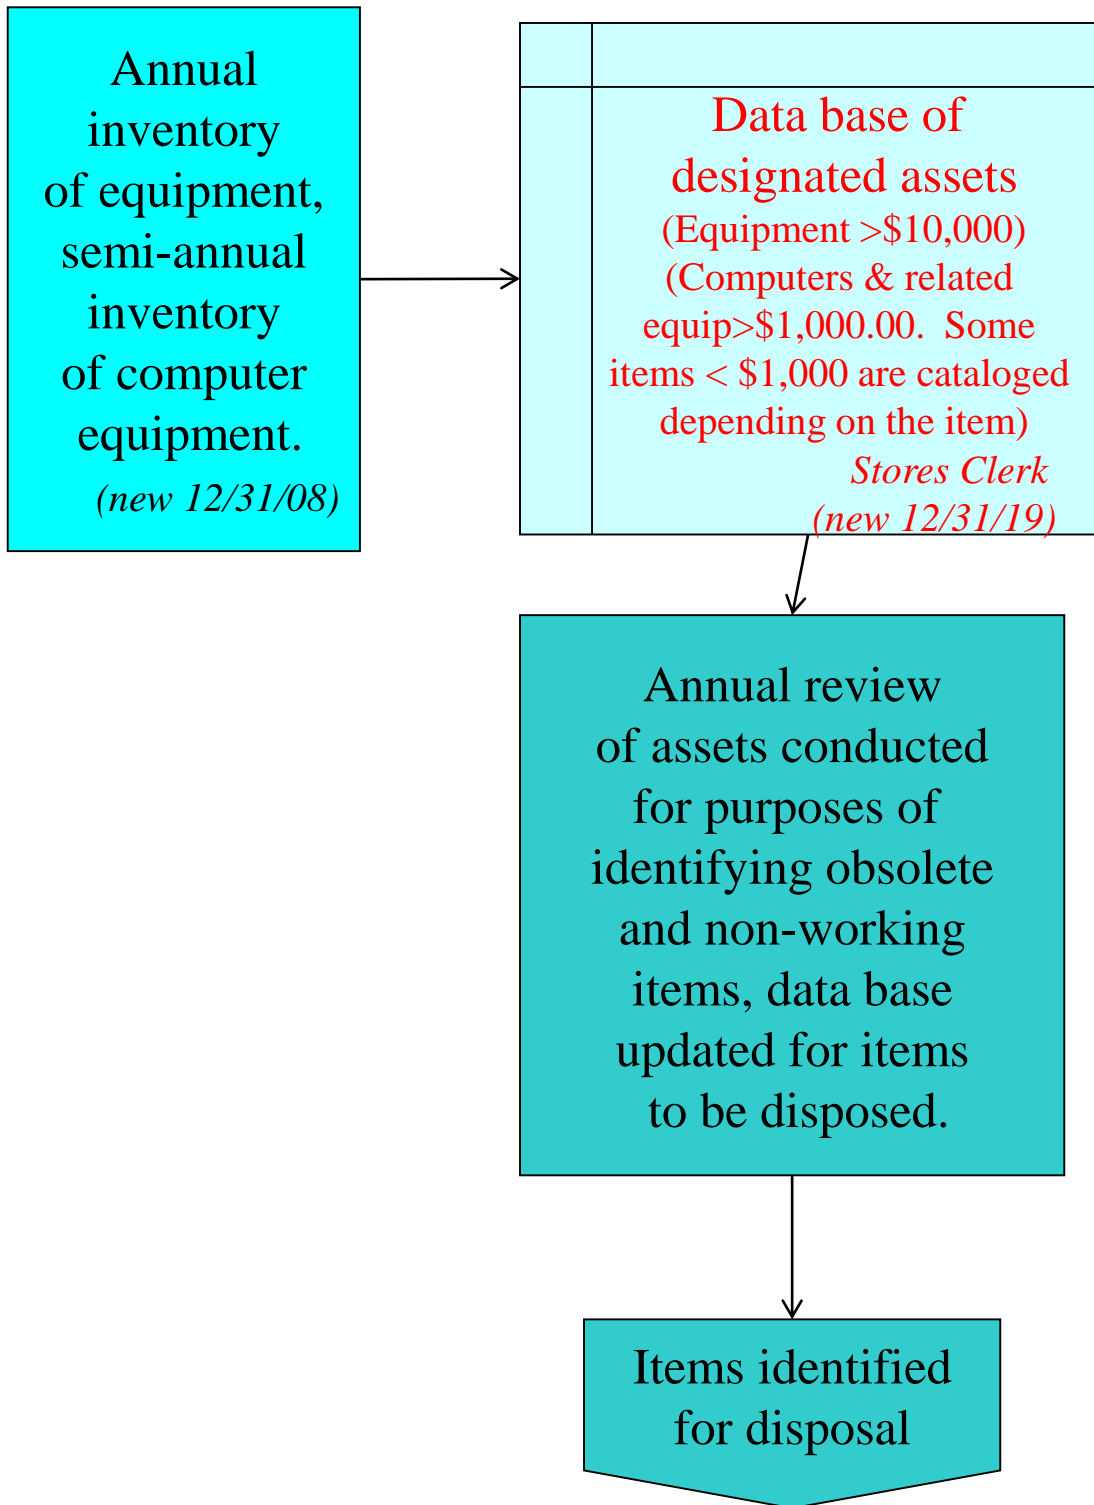 Annual
inventory
of equipment,
semi-annual
inventory
of computer
equipment.
(new 12/31/08)
Data base of
designated assets
(Equipment >$10,000)
(Computers & related
equip>$1,000.00.  Some
items < $1,000 are cataloged
depending on the item)
Stores Clerk
(new 12/31/19)
Annual review
of assets conducted
for purposes of
identifying obsolete
and non-working
items, data base
updated for items
to be disposed.
Items identified
for disposal